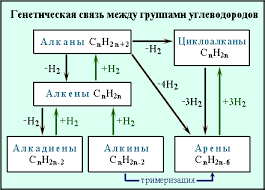 Генетическая связь между группами углеводородов
Алканы CnH2n+2
-H2
Циклоалканы
CnH2n
-H2
+H2
-4H2
Алкены CnH2n
-3H2
+3H2
-H2
+H2
+H2
Алкадиены
CnH2n-2
Алкины
CnH2n-2
Арены
CnH2n-6
тримеризация